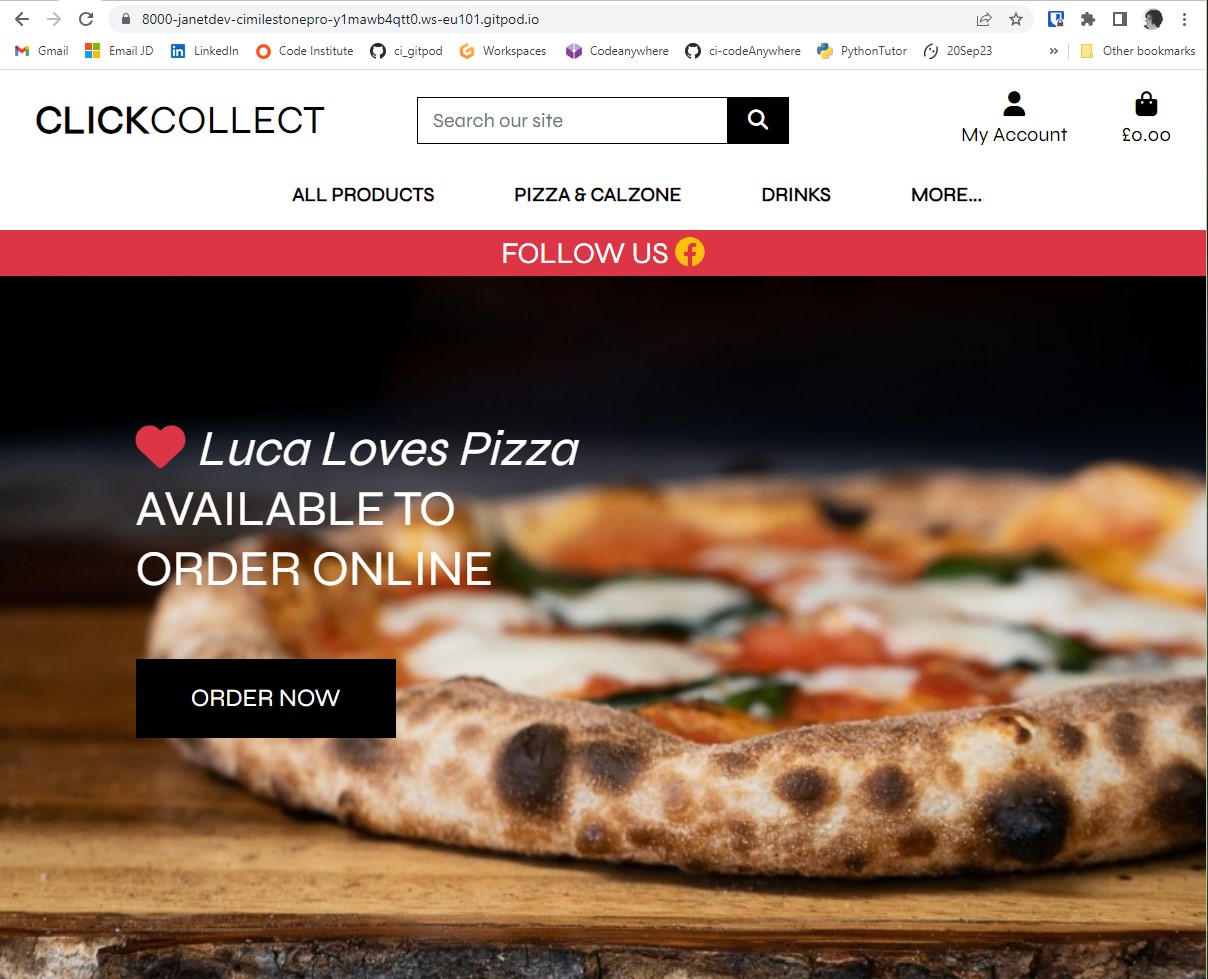 8000-janetdev-cimilestonepro-y1mawb4qtt0.ws-eu101.gitpod.io
Gmail Email JD LinkedIn Code Institute ci_gitpod Workspaces Codeanywhere ci-codeAnywhere PythonTutor 20Sep23 » Other bookmarks
CLICKCOLLECT
Search our site
My Account
£0.00
ALL PRODUCTS PIZZA & CALZONE DRINKS MORE...
FOLLOW US
Luca Loves Pizza
AVAILABLE TO
ORDER ONLINE
ORDER NOW